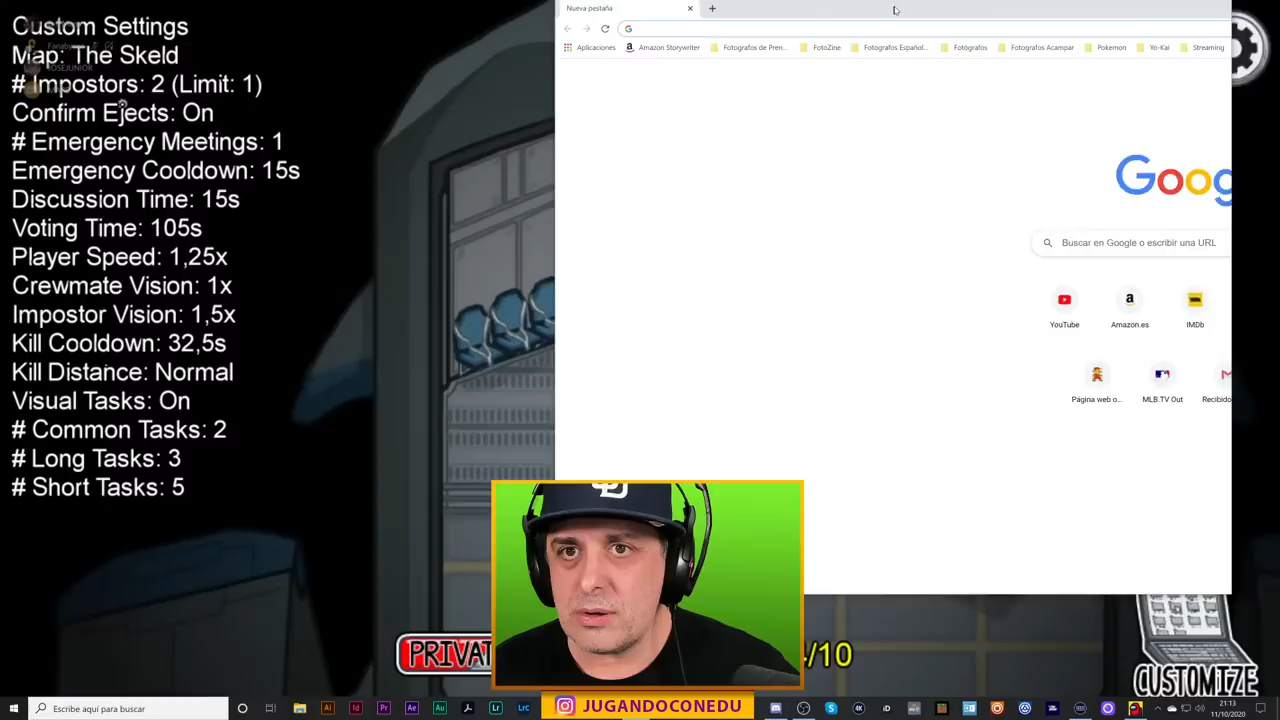 Custom Settings
Map: The Skeld
# Impostors: 2 (Limit: 1)
Confirm Ejects: On
# Emergency Meetings: 1
Emergency Cooldown: 15s
Discussion Time: 15s
Voting Time: 105s
Player Speed: 1,25x
Crewmate Vision: 1x
Impostor Vision: 1,5x
Kill Cooldown: 32,5s
Kill Distance: Normal
Visual Tasks: On
# Common Tasks: 2
# Long Tasks: 3
# Short Tasks: 5
Nueva pestaña
Aplicaciones Amazon Storywriter Fotografos de Pren... FotoZine Fotografos Español... Fotógrafos Fotografos Acampar Pokemon Yo-Kai Streaming
Goog
Buscar en Google o escribir una URL
YouTube Amazon.es IMDb
Página web o... MLB.TV Out Recibido
PRIVA
/10
CUSTOMIZE
JUGANDOCONEDU
Escribe aquí para buscar
21:13
11/10/2020